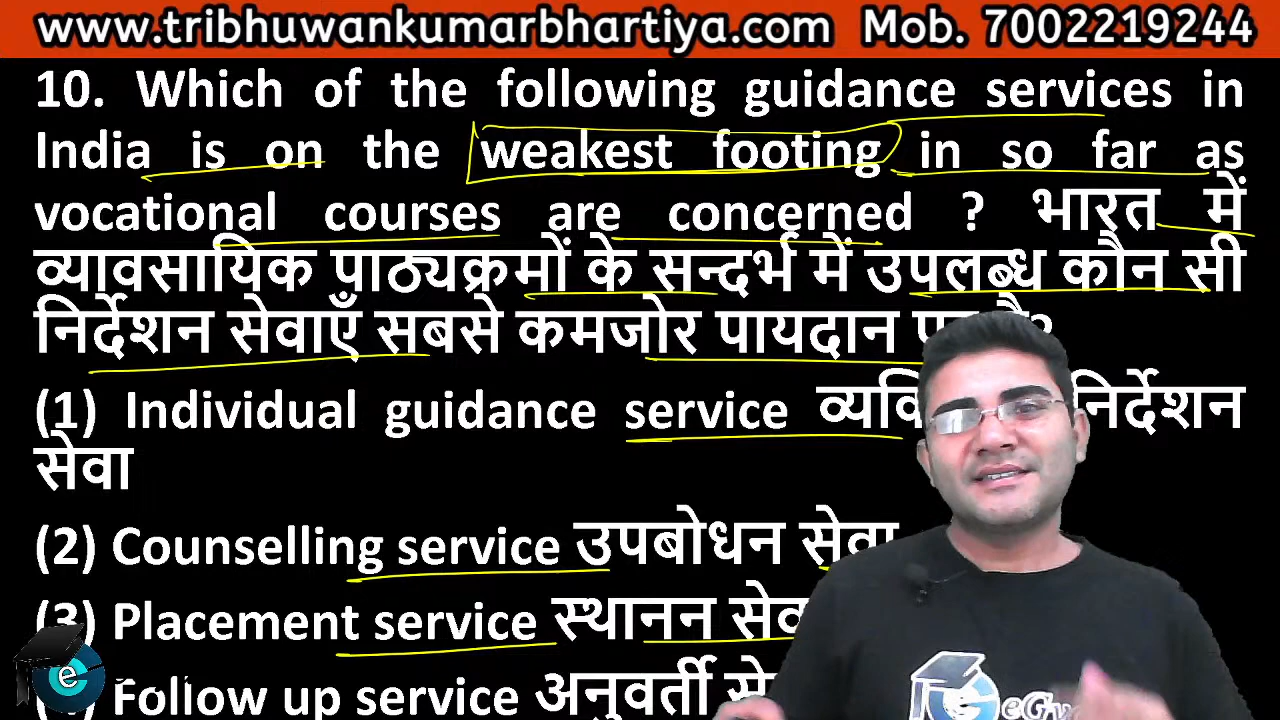 www.tribhuwankumarbhartiya.com Mob. 7002219244
10. Which of the following guidance services in
India is on the weakest footing in so far as
vocational courses are concerned ? भारत में
व्यावसायिक पाठ्यक्रमों के सन्दर्भ में उपलब्ध कौन सी
निर्देशन सेवाएँ सबसे कमजोर पायदान
(1) Individual guidance service निर्देशन
सेवा
(2) Counselling service उपबोधन सेवा
(3) Placement service स्थानन
Follow up service अनुवर्ती
e